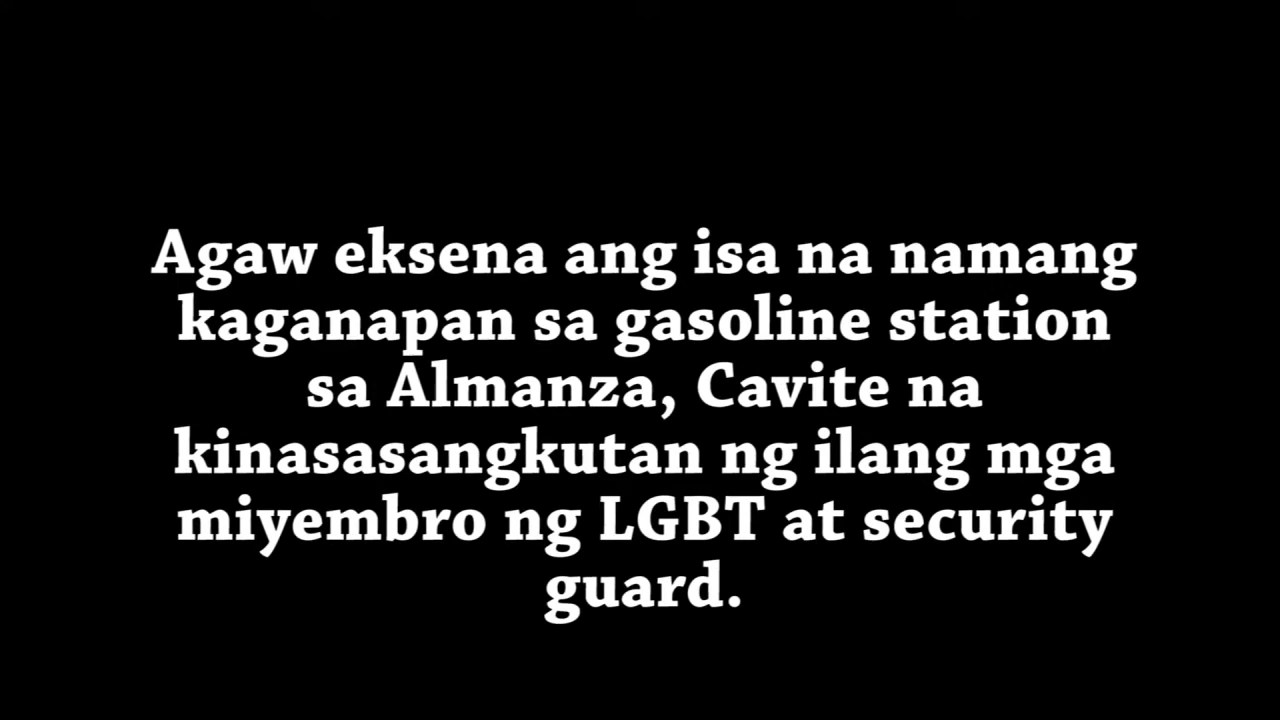 Agaw eksena ang isa na namang
kaganapan sa gasoline station
sa Almanza, Cavite na
kinasasangkutan ng ilang mga
miyembro ng LGBT at security
guard.